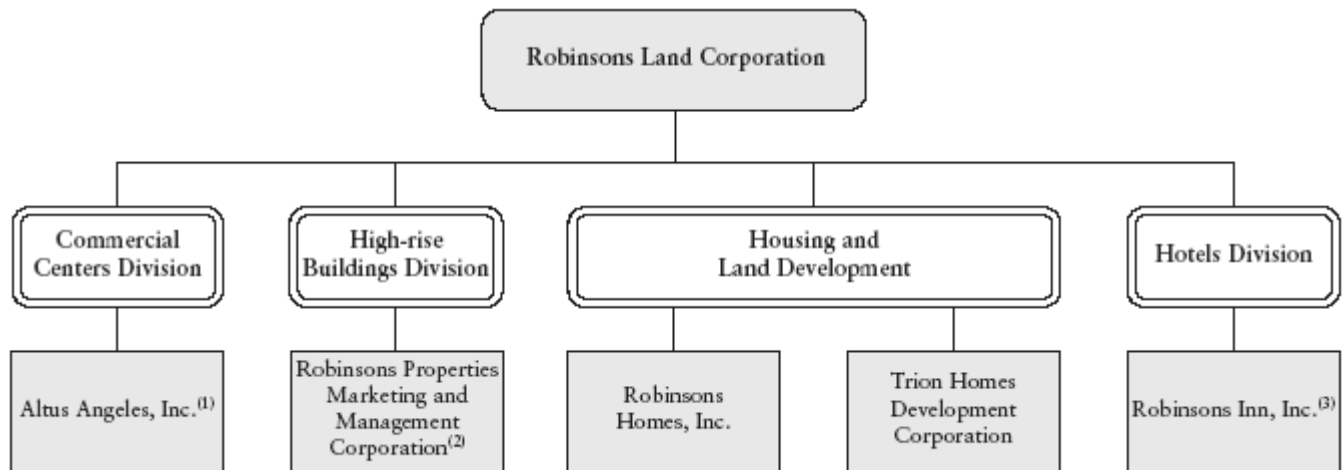 Robinsons Land Corporation
Commercial
Centers Division
High-rise
Buildings Division
Housing and
Land Development
Hotels Division
Altus Angeles, Inc.(1)
Robinsons Properties
Marketing and
Management
Corporation(2)
Robinsons
Homes, Inc.
Trion Homes
Development
Corporation
Robinsons Inn, Inc.(3)